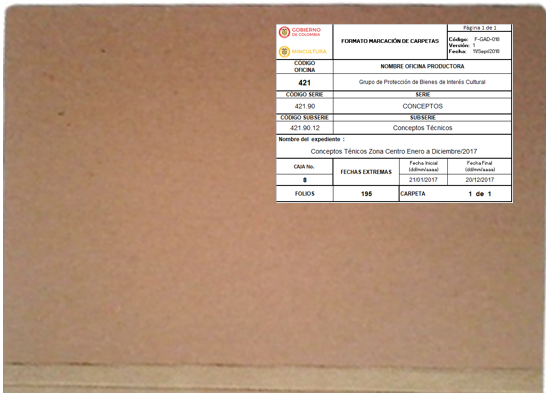 GOBIERNO
DE COLOMBIA
MINCULTURA
FORMATO MARCACIÓN DE CARPETAS
Página 1 de 1
Código: F-GAD-018
Versión: 1
Fecha: 11/Sept/2018
CÓDIGO OFICINA
NOMBRE OFICINA PRODUCTORA
421
Grupo de Protección de Bienes de Interés Cultural
CÓDIGO SERIE
SERIE
421.90
CONCEPTOS
CÓDIGO SUBSERIE
SUBSERIE
421.90.12
Conceptos Técnicos
Nombre del expediente :
Conceptos Ténicos Zona Centro Enero a Diciembre/2017
CAJA No.
FECHAS EXTREMAS
Fecha Inicial
(dd/mm/aaaa)
Fecha Final
(dd/mm/aaaa)
8
21/01/2017
20/12/2017
FOLIOS
195
CARPETA
1 de 1